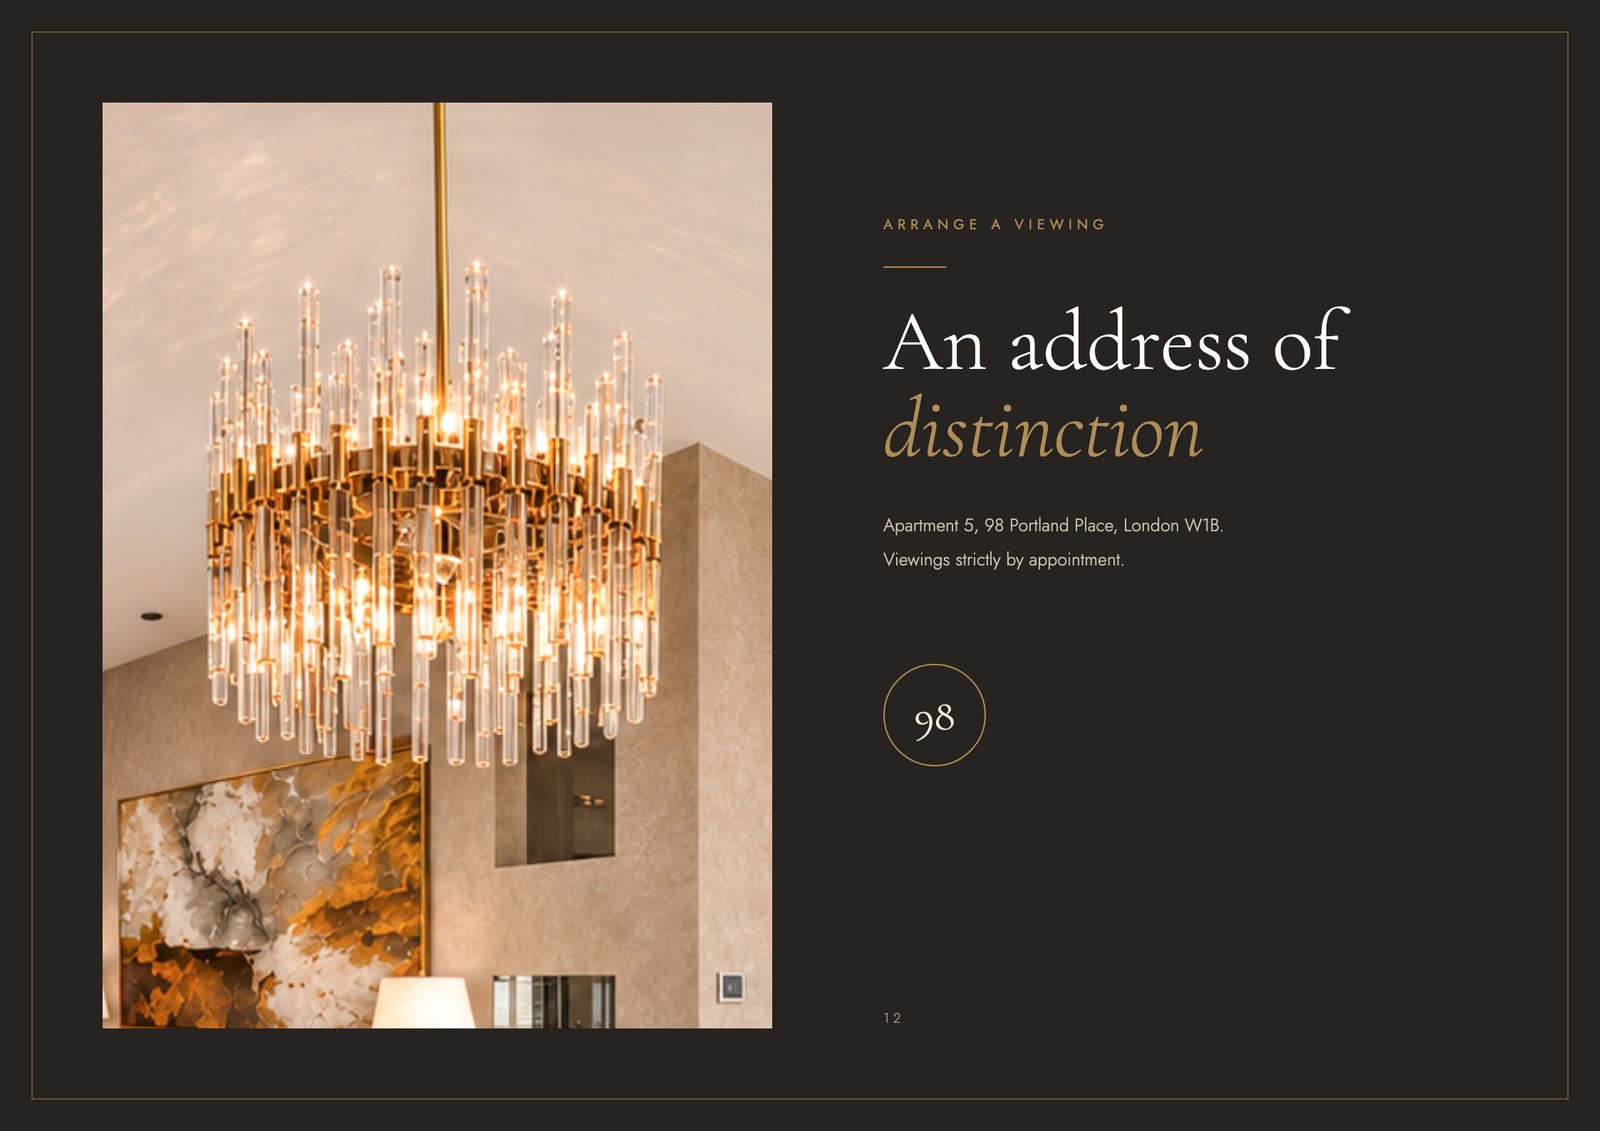 ARRANGE A VIEWING
An address of
distinction
Apartment 5, 98 Portland Place, London W1B.
Viewings strictly by appointment.
98
12